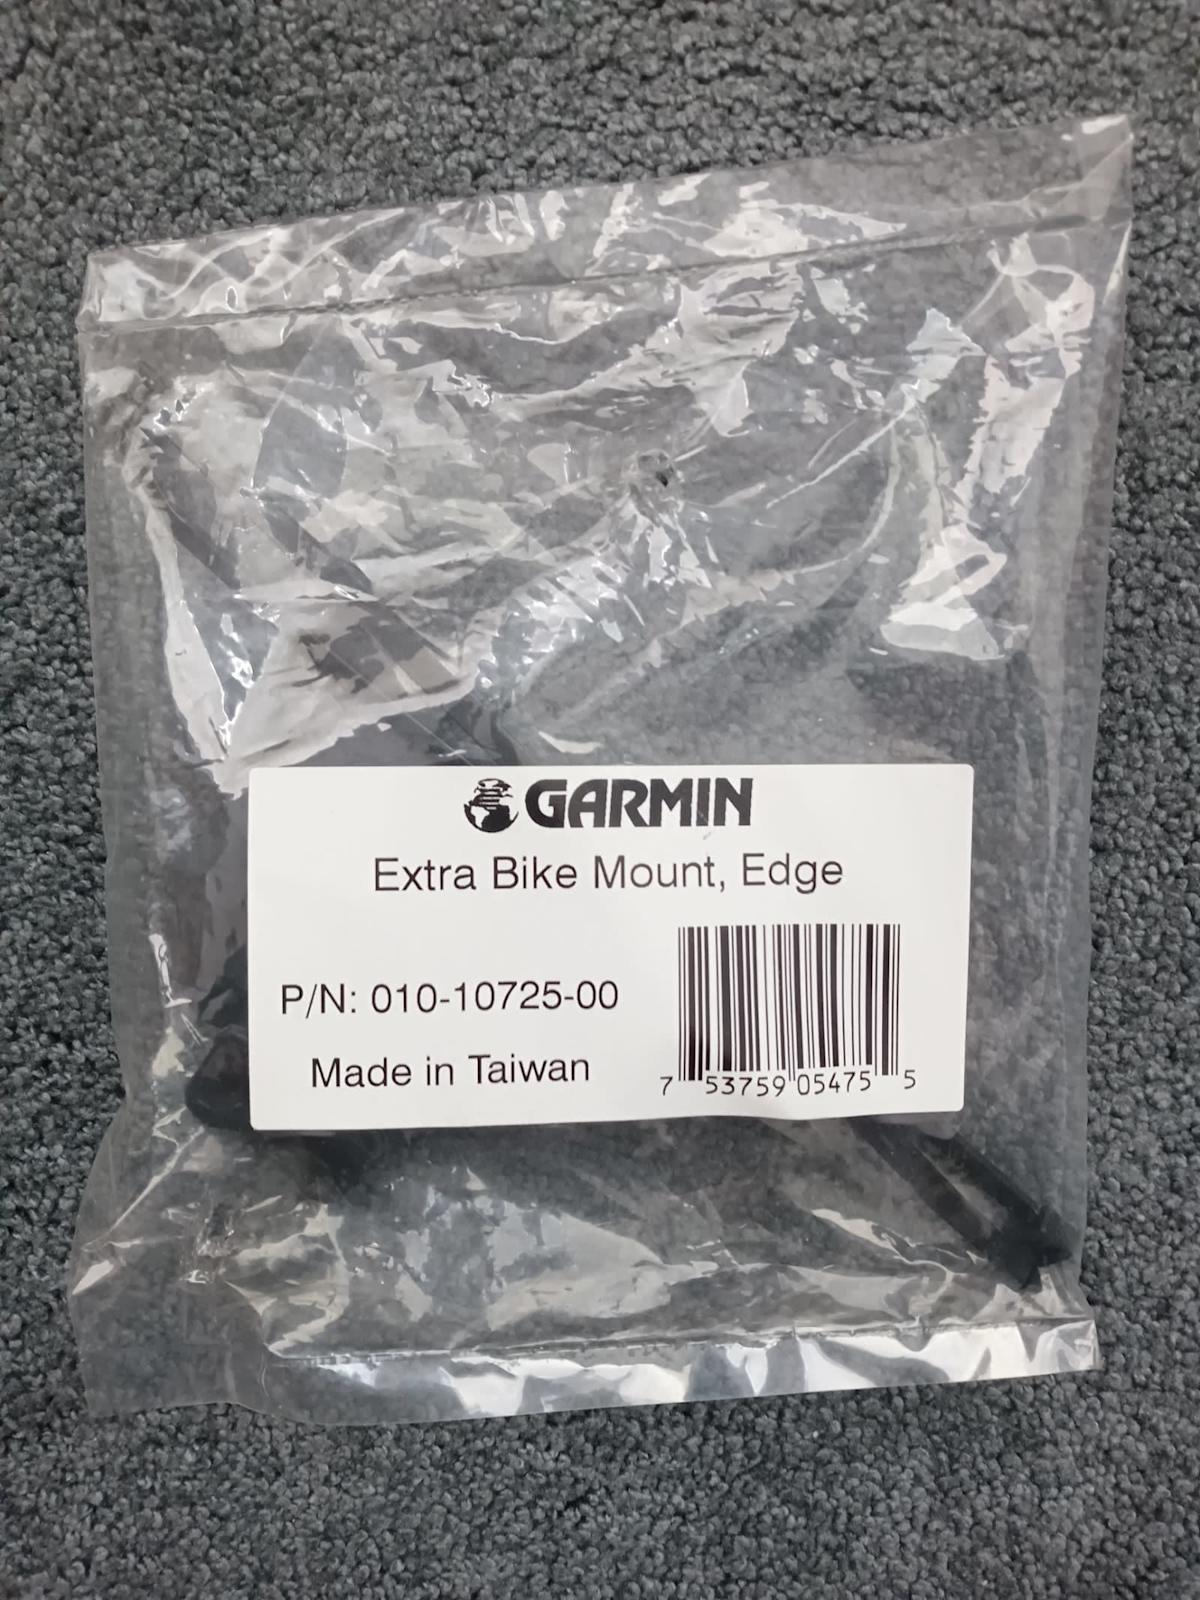 GARMIN
Extra Bike Mount, Edge
P/N: 010-10725-00
Made in Taiwan
7 53759 05475 5